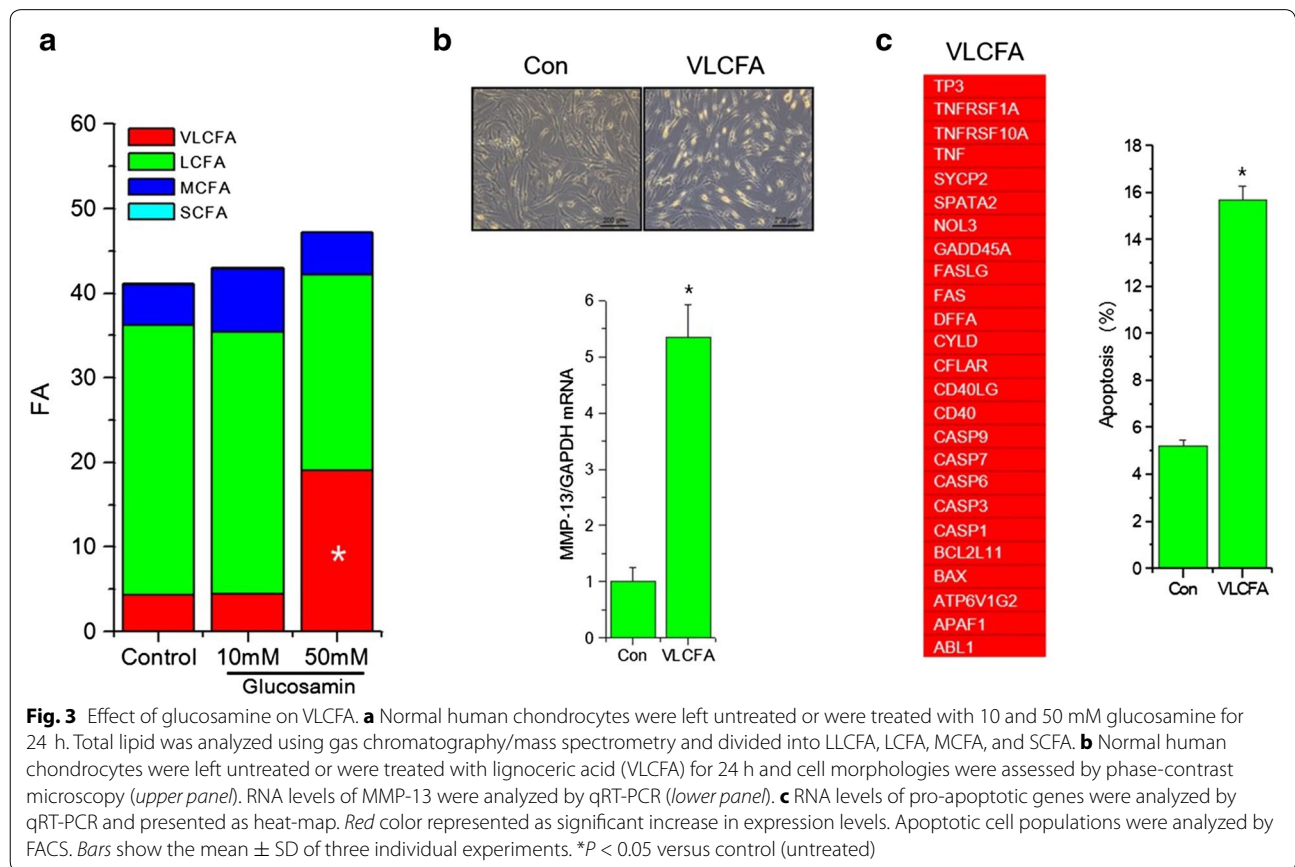 a
60
50
40
30
20
10
0
FA
VLCFA
LCFA
MCFA
SCFA
*
Control 10mM 50mM
Glucosamin
b
Con VLCFA
200 μm
6
5
4
3
2
1
0
MMP-13/GAPDH mRNA
*
Con VLCFA
c
VLCFA
TP3
TNFRSF1A
TNFRSF10A
TNF
SYCP2
SPATA2
NOL3
GADD45A
FASLG
FAS
DFFA
CYLD
CFLAR
CD40LG
CD40
CASP9
CASP7
CASP6
CASP3
CASP1
BCL2L11
BAX
ATP6V1G2
APAF1
ABL1
18
16
14
12
10
8
6
4
2
0
Apoptosis (%)
*
Con VLCFA
Fig. 3 Effect of glucosamine on VLCFA. a Normal human chondrocytes were left untreated or were treated with 10 and 50 mM glucosamine for
24 h. Total lipid was analyzed using gas chromatography/mass spectrometry and divided into LLCFA, LCFA, MCFA, and SCFA. b Normal human
chondrocytes were left untreated or were treated with lignoceric acid (VLCFA) for 24 h and cell morphologies were assessed by phase-contrast
microscopy (upper panel). RNA levels of MMP-13 were analyzed by qRT-PCR (lower panel). c RNA levels of pro-apoptotic genes were analyzed by
qRT-PCR and presented as heat-map. Red color represented as significant increase in expression levels. Apoptotic cell populations were analyzed by
FACS. Bars show the mean ± SD of three individual experiments. *P < 0.05 versus control (untreated)